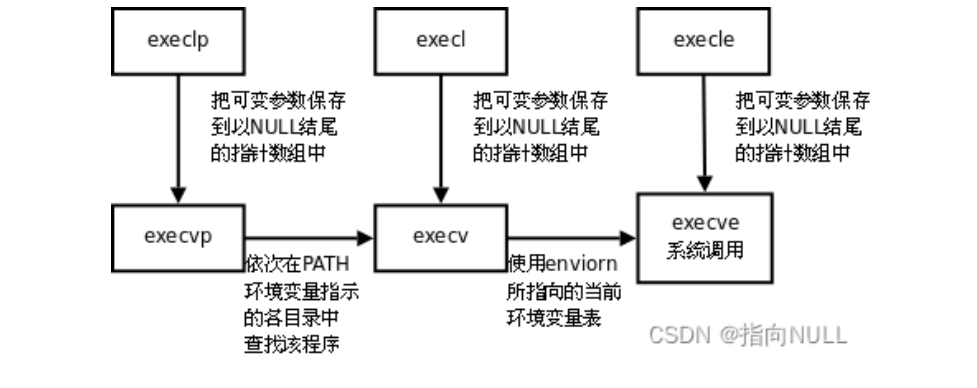 execlp
execl
execle
把可变参数保存
到以NULL结尾
的指针数组中
把可变参数保存
到以NULL结尾
的指针数组中
把可变参数保存
到以NULL结尾
的指针数组中
execvp
execv
execve
系统调用
依次在PATH
环境变量指示
的各目录中
查找该程序
使用enviorn
所指向的当前
环境变量表
CSDN @指向NULL